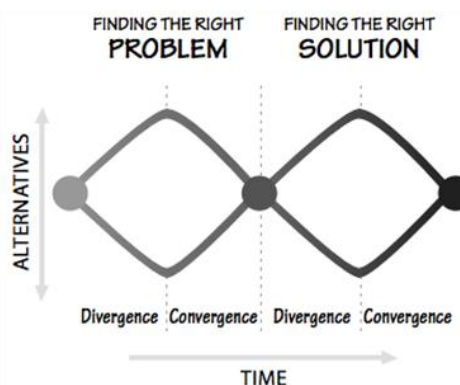 FINDING THE RIGHT
PROBLEM
FINDING THE RIGHT
SOLUTION
ALTERNATIVES
Divergence Convergence Divergence Convergence
TIME